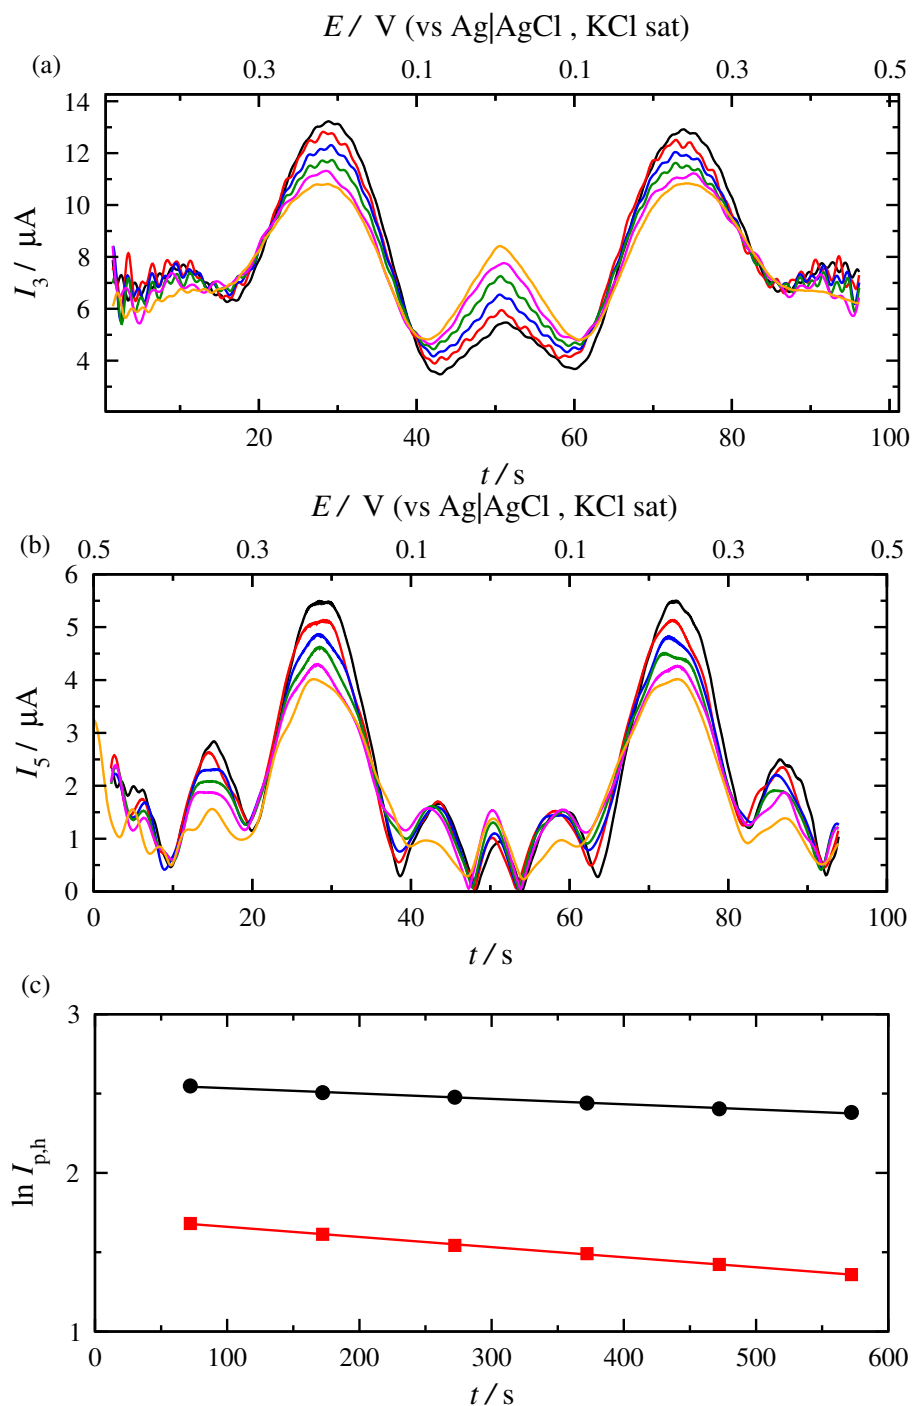 E / V (vs Ag|AgCl , KCl sat)
(a)
0.3 0.1 0.1 0.3 0.5
14
12
10
8
6
4
I3 / μA
20 40 60 80 100
t / s
E / V (vs Ag|AgCl , KCl sat)
(b)
0.5 0.3 0.1 0.1 0.3 0.5
6
5
4
3
2
1
0
I5 / μA
0 20 40 60 80 100
t / s
(c)
3
2
1
ln Ip,h
0 100 200 300 400 500 600
t / s